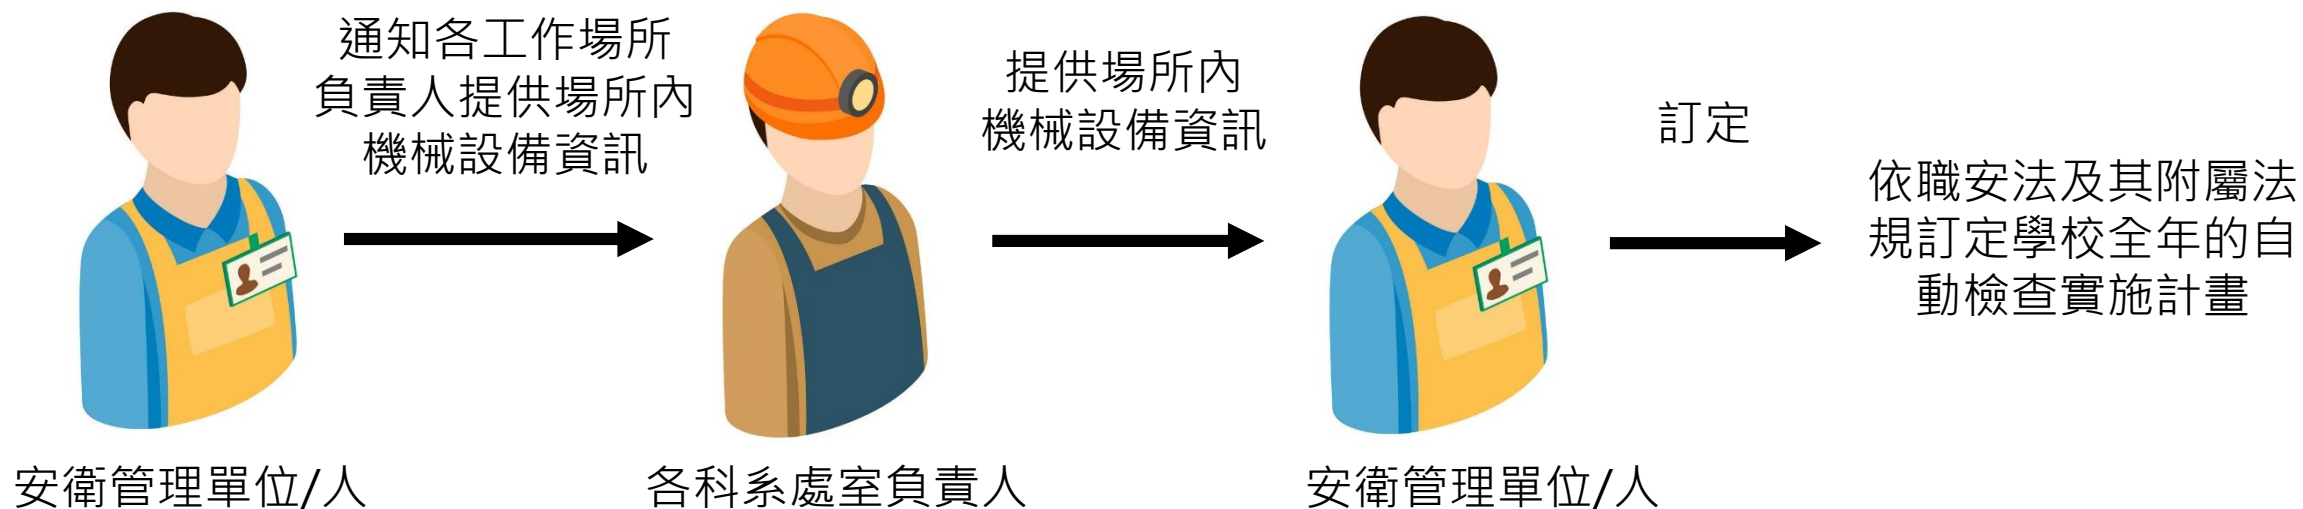 通知各工作場所
負責人提供場所內
機械設備資訊
提供場所內
機械設備資訊
訂定
依職安法及其附屬法
規訂定學校全年的自
動檢查實施計畫
安衛管理單位/人
各科系處室負責人
安衛管理單位/人